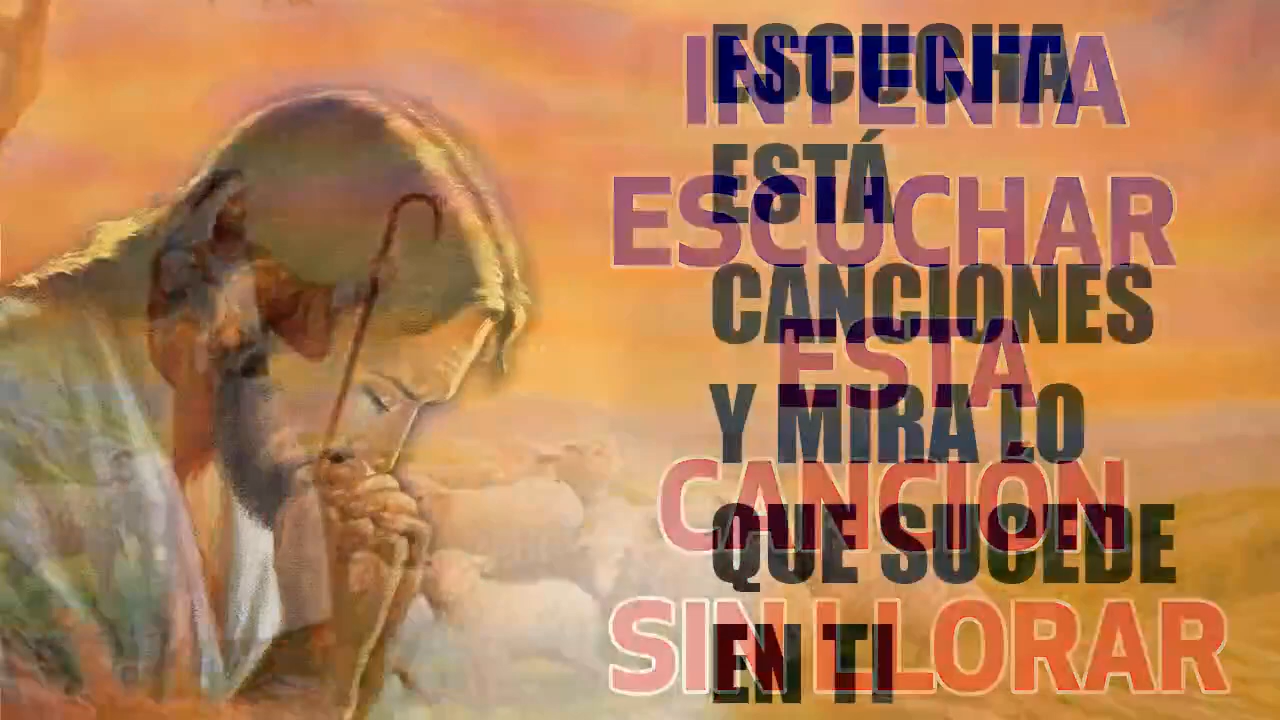 INTENTA
ESCUCHAR
ESTA
CANCIÓN
SIN LLORAR
ESCUCHA
ESTÁ
CANCIONES
Y MIRA LO
QUE SUCEDE
EN TI